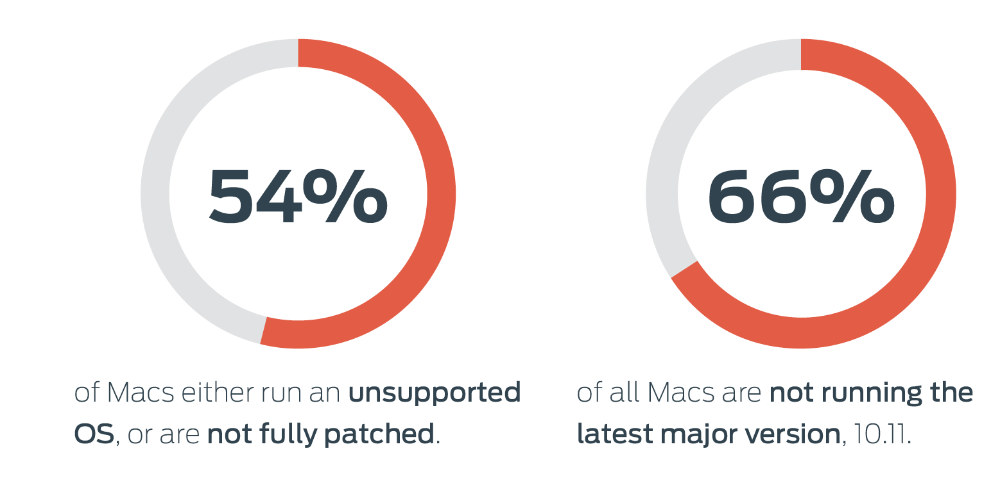 54%
of Macs either run an unsupported
OS, or are not fully patched.
66%
of all Macs are not running the
latest major version, 10.11.